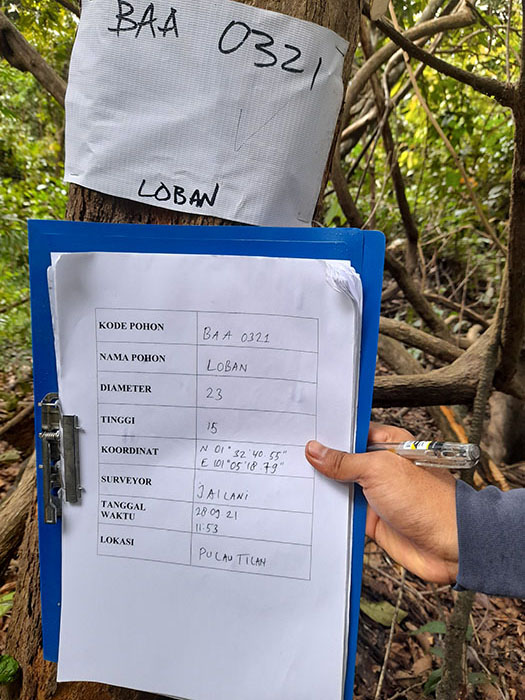 BAA 0321
LOBAN
KODE POHON BAA 0321
NAMA POHON LOBAN
DIAMETER 23
TINGGI 15
KOORDINAT N 01° 32' 40.55"
E 101° 05' 18.79"
SURVEYOR JAILANI
TANGGAL 28 09 21
WAKTU 11.53
LOKASI PULAU TILAN